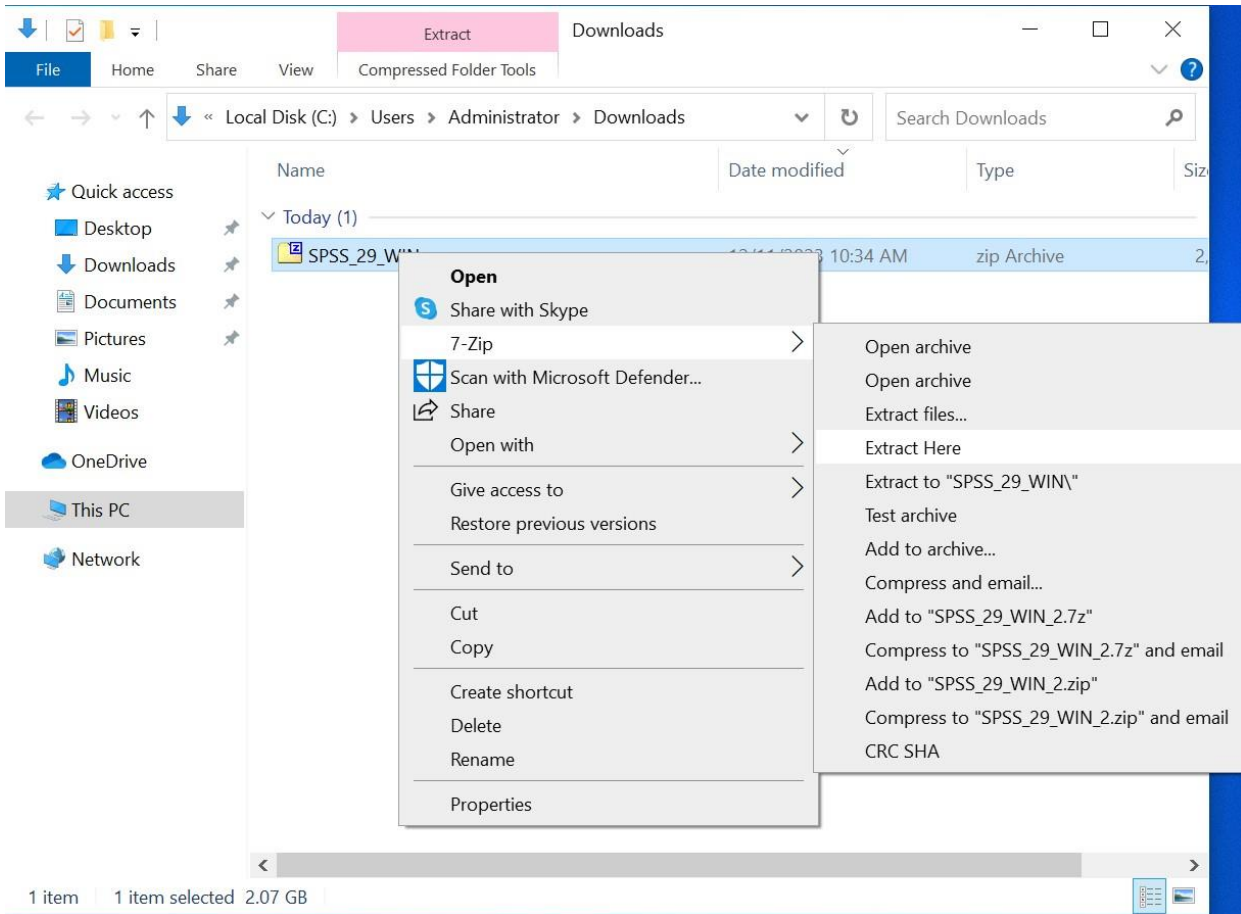 Extract
Downloads
File
Home
Share
View
Compressed Folder Tools
« Local Disk (C:) > Users > Administrator > Downloads
Search Downloads
Name
Date modified
Type
Quick access
Desktop
Downloads
Documents
Pictures
Music
Videos
OneDrive
This PC
Network
Today (1)
SPSS_29_WIN 10:34 AM zip Archive 2,
Open
Share with Skype
7-Zip
Scan with Microsoft Defender...
Share
Open with
Give access to
Restore previous versions
Send to
Cut
Copy
Create shortcut
Delete
Rename
Properties
Open archive
Open archive
Extract files...
Extract Here
Extract to "SPSS_29_WIN\"
Test archive
Add to archive...
Compress and email...
Add to "SPSS_29_WIN_2.7z"
Compress to "SPSS_29_WIN_2.7z" and email
Add to "SPSS_29_WIN_2.zip"
Compress to "SPSS_29_WIN_2.zip" and email
CRC SHA
1 item
1 item selected 2.07 GB